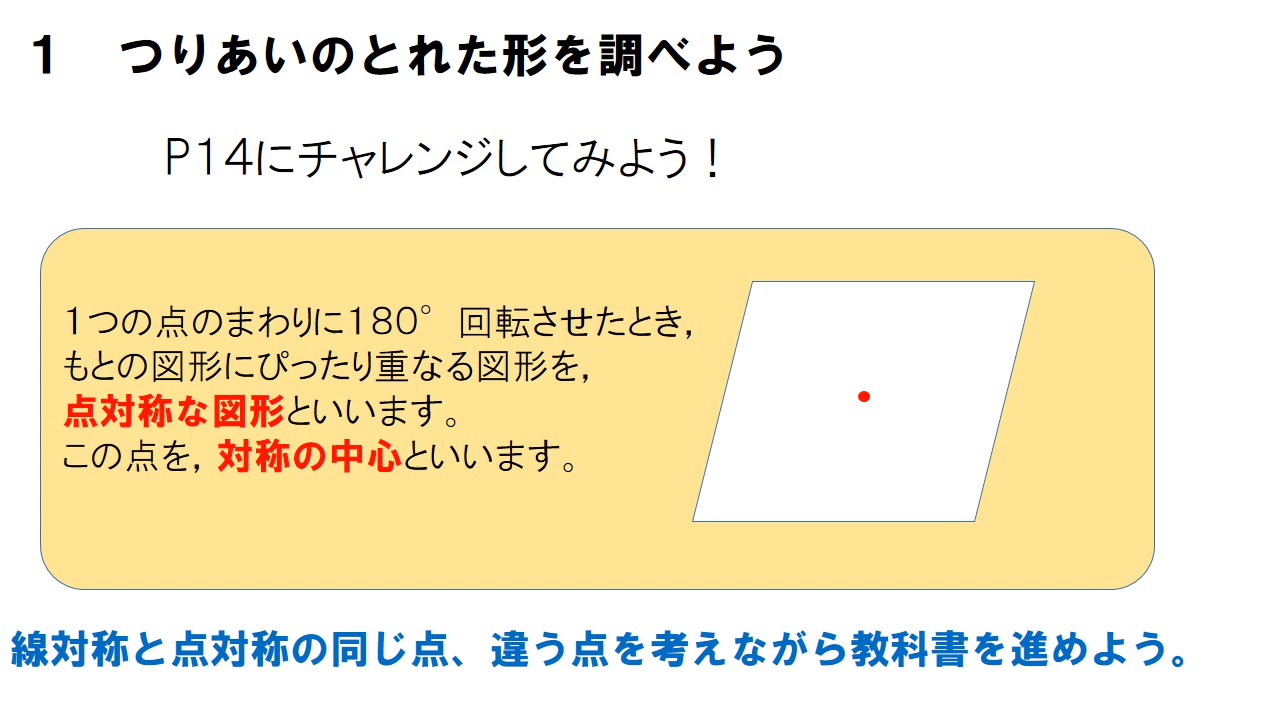 １　つりあいのとれた形を調べよう
P１４にチャレンジしてみよう！
１つの点のまわりに１８０°回転させたとき，
もとの図形にぴったり重なる図形を，
点対称な図形といいます。
この点を，対称の中心といいます。
線対称と点対称の同じ点、違う点を考えながら教科書を進めよう。